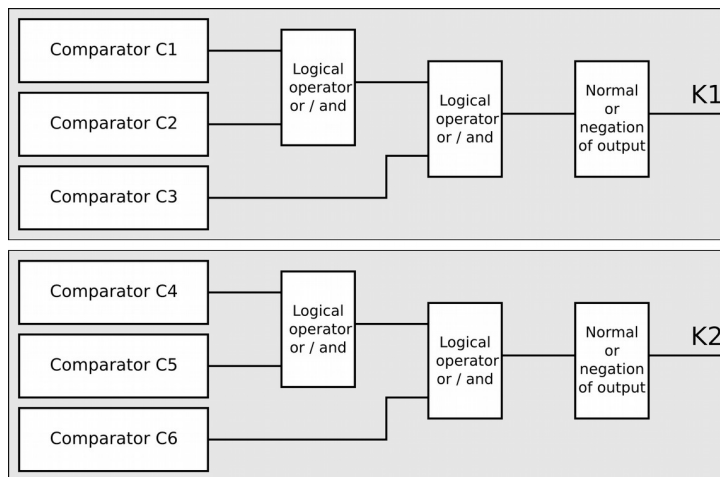 Comparator C1
Comparator C2
Comparator C3
Logical
operator
or / and
Logical
operator
or / and
Normal
or
negation
of output
K1
Comparator C4
Comparator C5
Comparator C6
Logical
operator
or / and
Logical
operator
or / and
Normal
or
negation
of output
K2